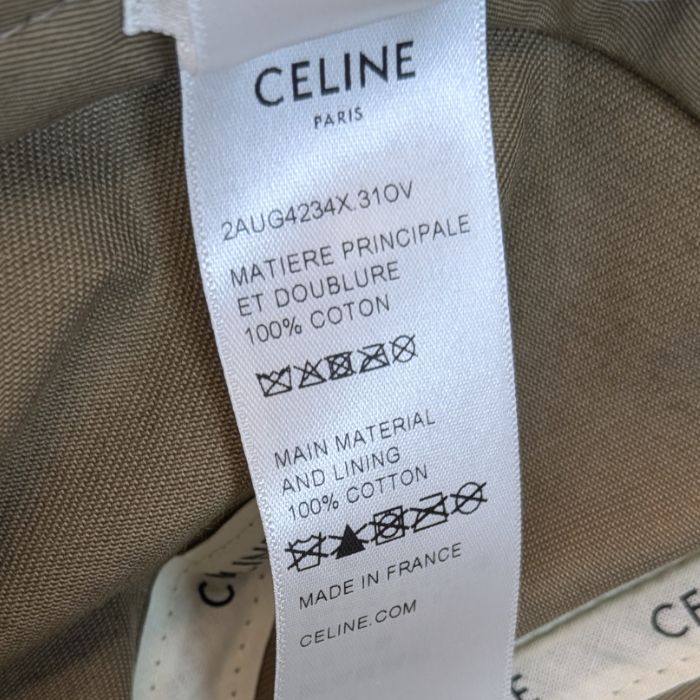 CELINE
PARIS
2AUG4234X.31OV
MATIERE PRINCIPALE
ET DOUBLURE
100% COTON
MAIN MATERIAL
AND LINING
100% COTTON
MADE IN FRANCE
CELINE.COM
CE